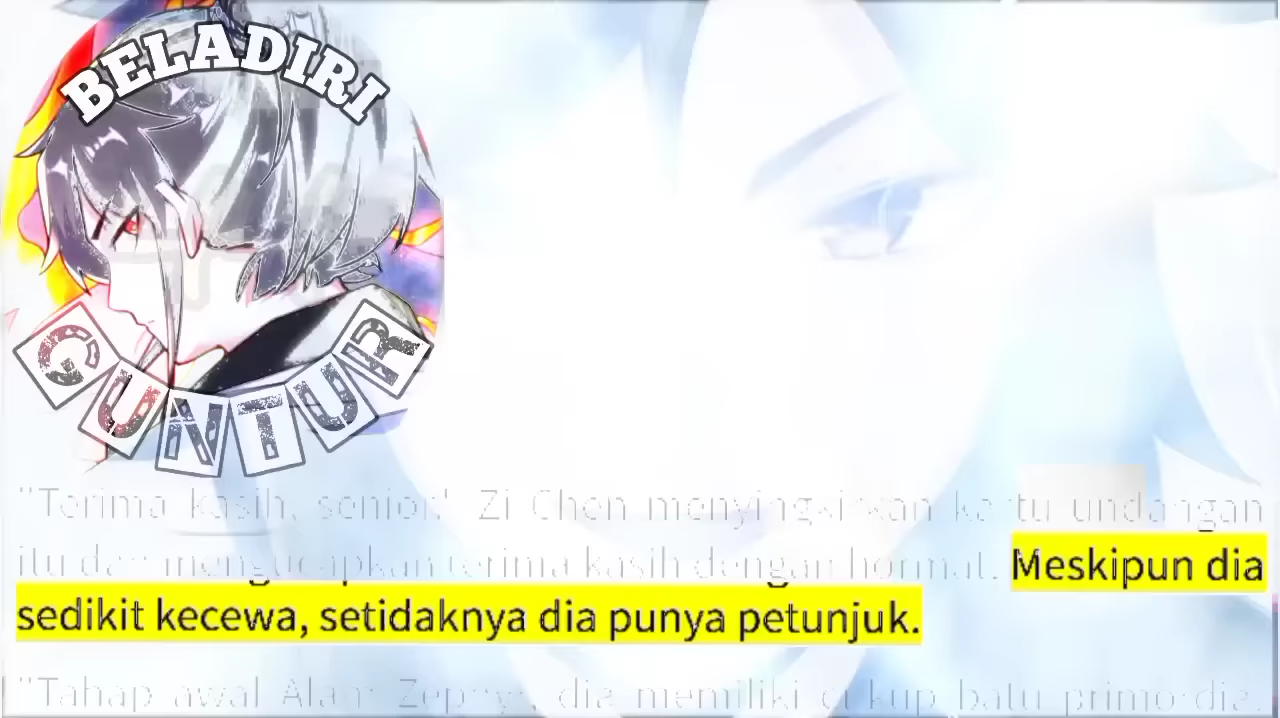 BELADIRI
GUNTUR
"Terima kasih, senior." Zi Chen menyingkirkan kartu undangan
itu dan mengucapkan terima kasih dengan hormat. Meskipun dia
sedikit kecewa, setidaknya dia punya petunjuk.
"Tahap awal Alam Zephyr, dia memiliki cukup batu primordial.